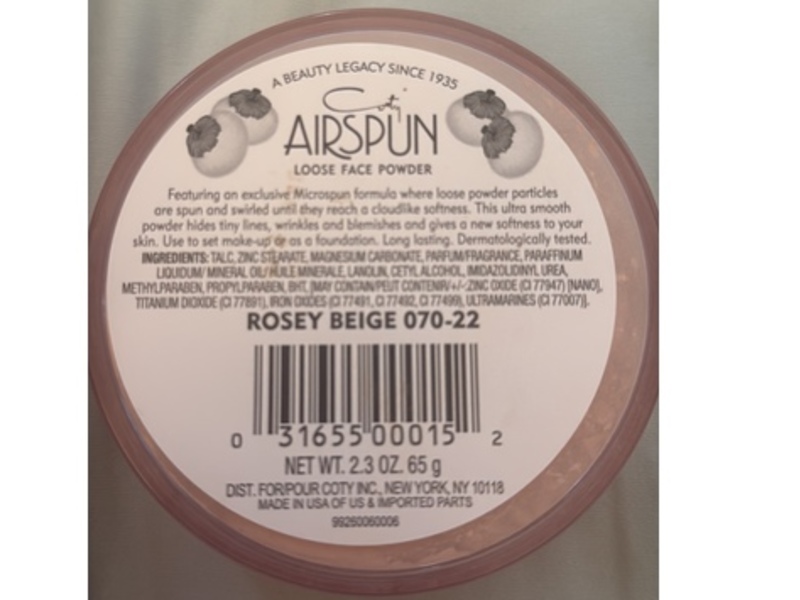 A BEAUTY LEGACY SINCE 1935
Coty
AIRSPUN
LOOSE FACE POWDER
Featuring an exclusive Microspun formula where loose powder particles
are spun and swirled until they reach a cloudlike softness. This ultra smooth
powder hides tiny lines, wrinkles and blemishes and gives a new softness to your
skin. Use to set make-up or as a foundation. Long lasting. Dermatologically tested.
INGREDIENTS: TALC, ZINC STEARATE, MAGNESIUM CARBONATE, PARFUM/FRAGRANCE, PARAFFINUM
LIQUIDUM/ MINERAL OIL/ HUILE MINERALE, LANOLIN, CETYL ALCOHOL, IMIDAZOLIDINYL UREA,
METHYLPARABEN, PROPYLPARABEN, BHT, [MAY CONTAIN/PEUT CONTENIR/+/-:ZINC OXIDE (CI 77947) [NANO],
TITANIUM DIOXIDE (CI 77891), IRON OXIDES (CI 77491, CI 77492, CI 77499), ULTRAMARINES (CI 77007)].
ROSEY BEIGE 070-22
0 31655 00015 2
NET WT. 2.3 OZ. 65 g
DIST. FOR/POUR COTY INC., NEW YORK, NY 10118
MADE IN USA OF US & IMPORTED PARTS
99260060006